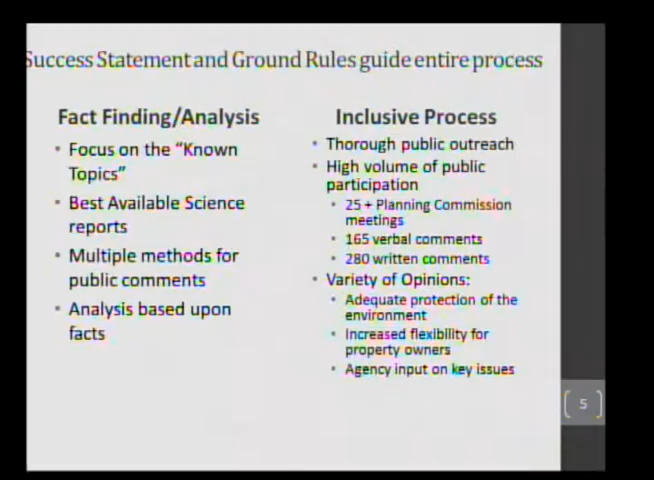 Success Statement and Ground Rules guide entire process
Fact Finding/Analysis
Focus on the “Known
Topics”
Best Available Science
reports
Multiple methods for
public comments
Analysis based upon
facts
Inclusive Process
Thorough public outreach
High volume of public
participation
25 + Planning Commission
meetings
165 verbal comments
280 written comments
Variety of Opinions:
Adequate protection of the
environment
Increased flexibility for
property owners
Agency input on key issues
5